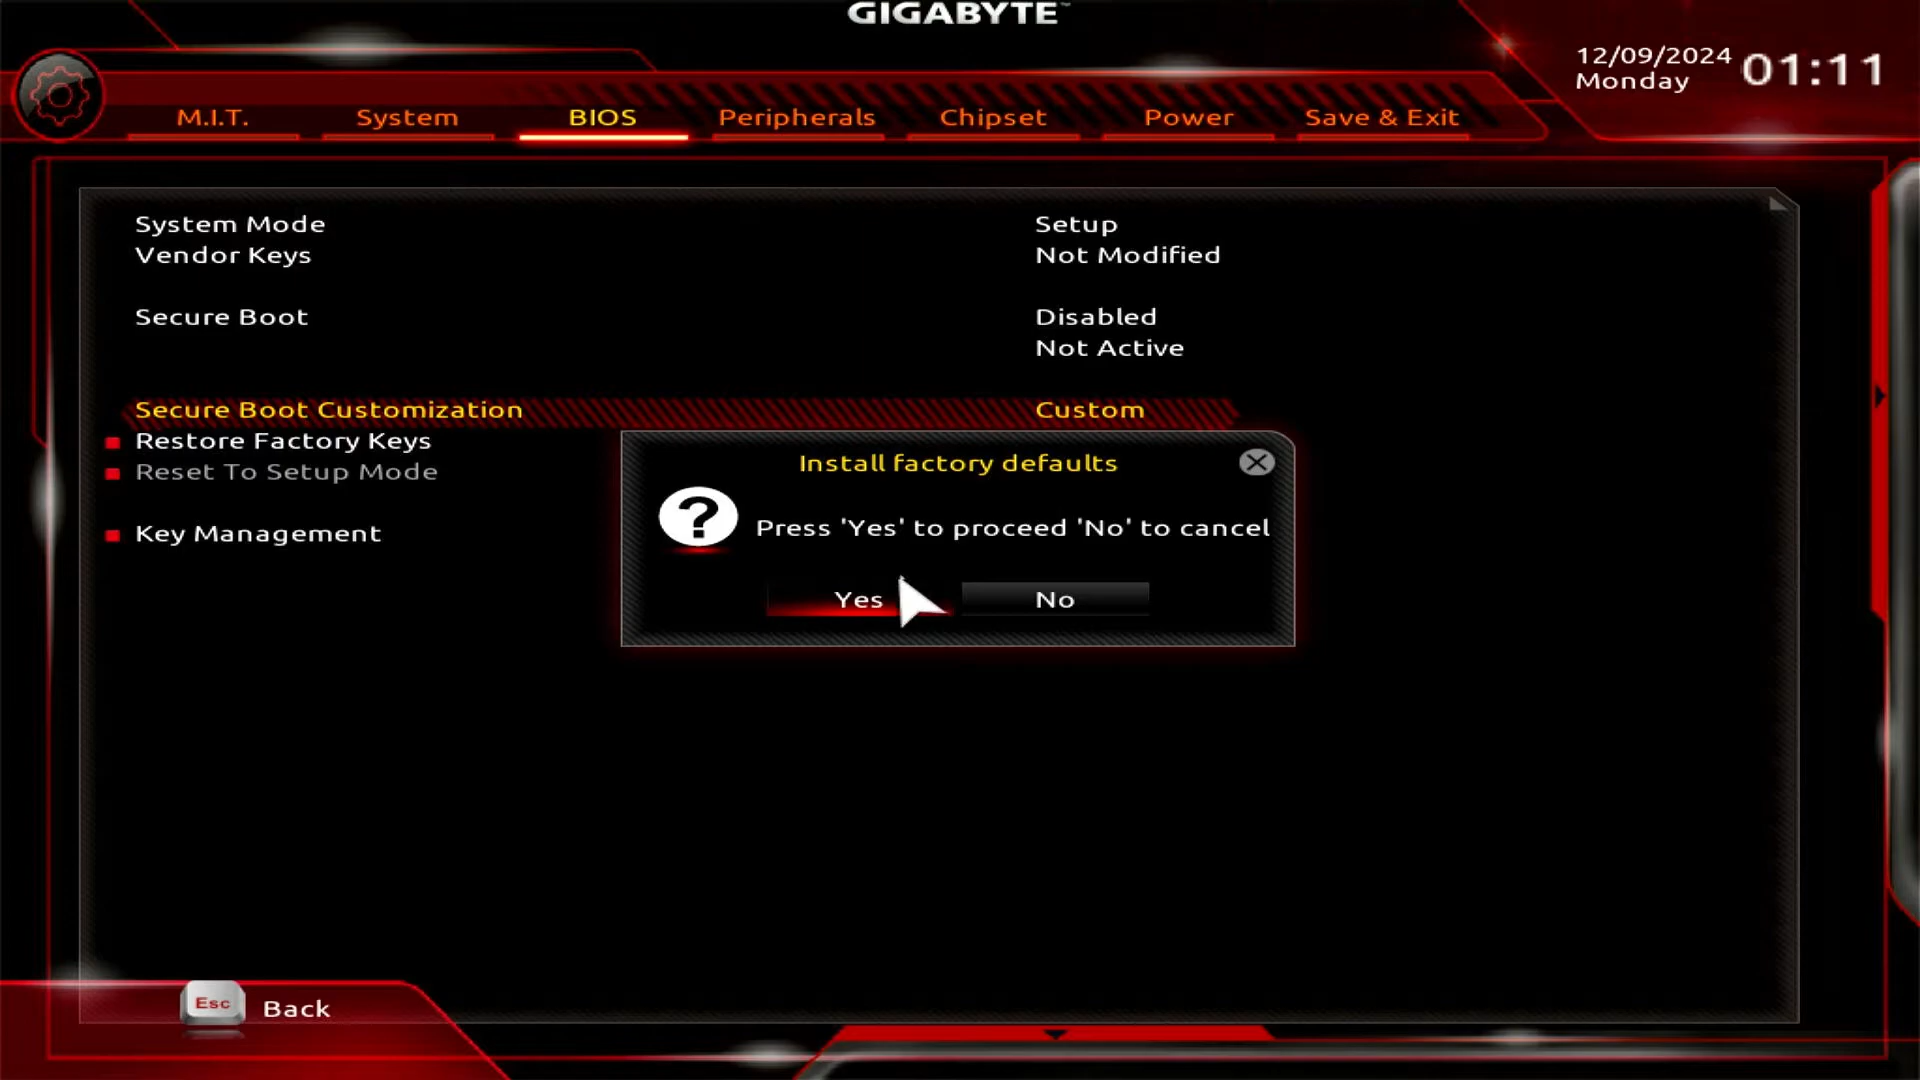 GIGABYTE™
12/09/2024
Monday
01:11
M.I.T. System BIOS Peripherals Chipset Power Save & Exit
System Mode Setup
Vendor Keys Not Modified
Secure Boot Disabled
Not Active
Secure Boot Customization Custom
Restore Factory Keys
Reset To Setup Mode
Key Management
Install factory defaults
?
Press 'Yes' to proceed 'No' to cancel
Yes No
Esc Back